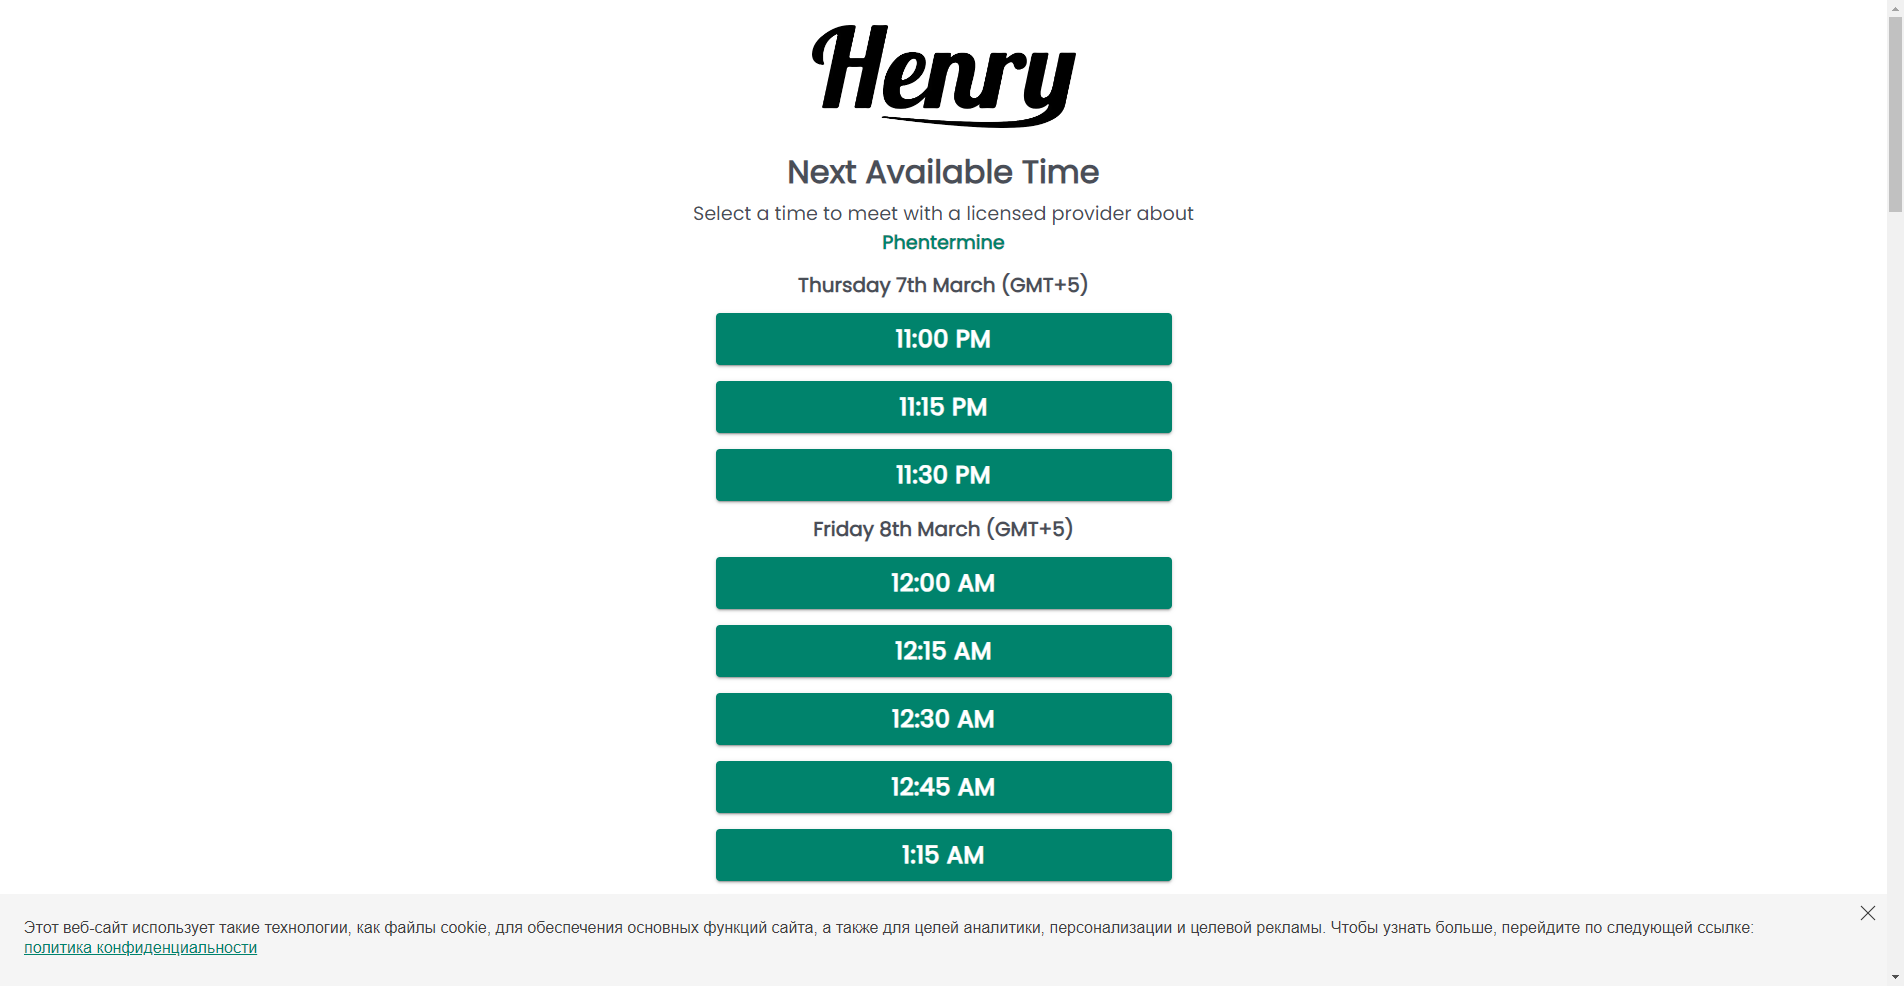 Henry
Next Available Time
Select a time to meet with a licensed provider about
Phentermine
Thursday 7th March (GMT+5)
11:00 PM
11:15 PM
11:30 PM
Friday 8th March (GMT+5)
12:00 AM
12:15 AM
12:30 AM
12:45 AM
1:15 AM
Этот веб-сайт использует такие технологии, как файлы cookie, для обеспечения основных функций сайта, а также для целей аналитики, персонализации и целевой рекламы. Чтобы узнать больше, перейдите по следующей ссылке:
политика конфиденциальности